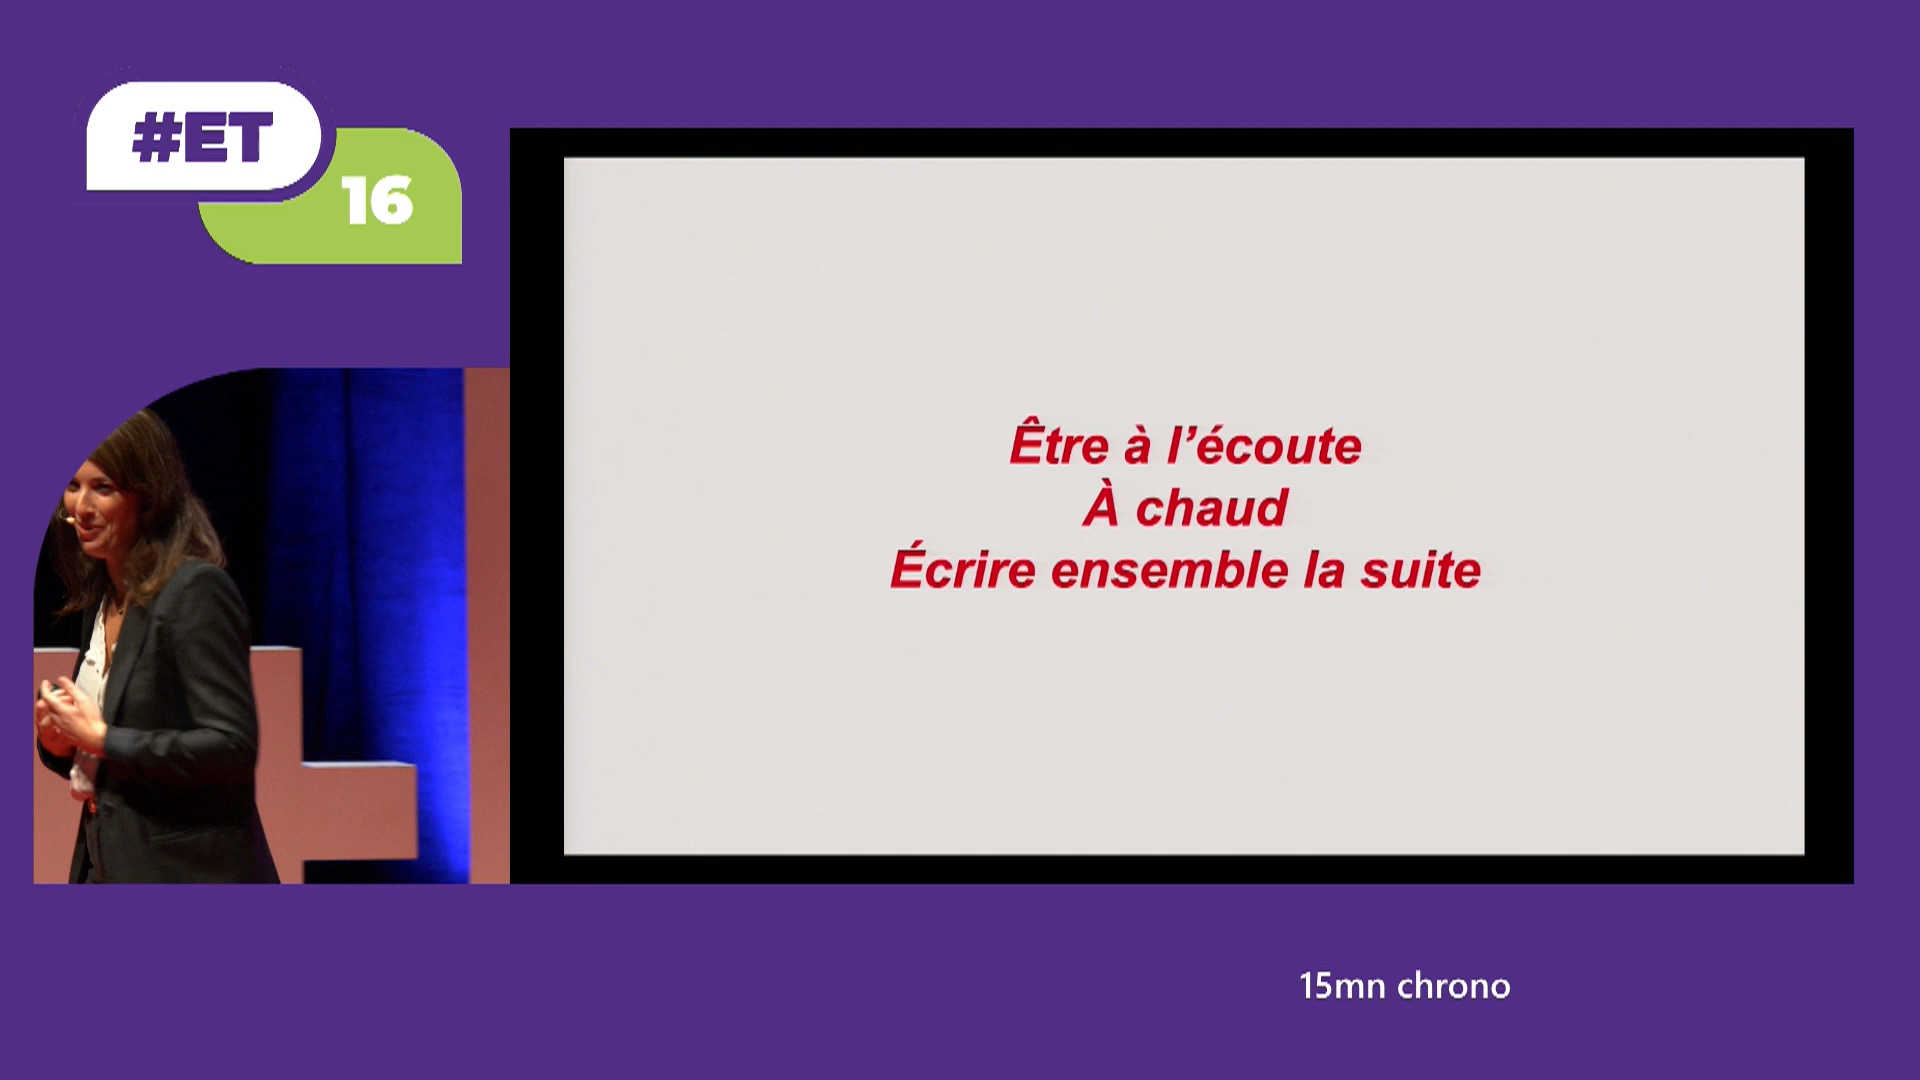 #ET
16
Être à l’écoute
À chaud
Écrire ensemble la suite
15mn chrono